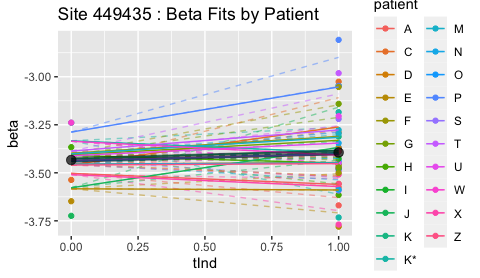 Site 449435 : Beta Fits by Patient
beta
-3.00
-3.25
-3.50
-3.75
0.00 0.25 0.50 0.75 1.00
tInd
patient
A
C
D
E
F
G
H
I
J
K
K*
M
N
O
P
S
T
U
W
X
Z